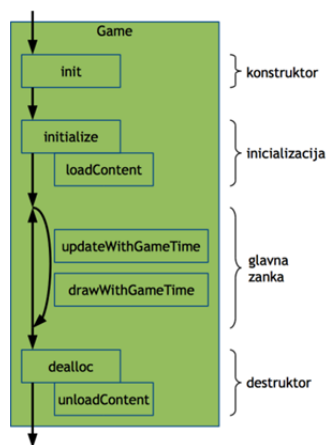 Game
init
konstruktor
initialize
inicializacija
loadContent
updateWithGameTime
glavna
zanka
drawWithGameTime
dealloc
destruktor
unloadContent